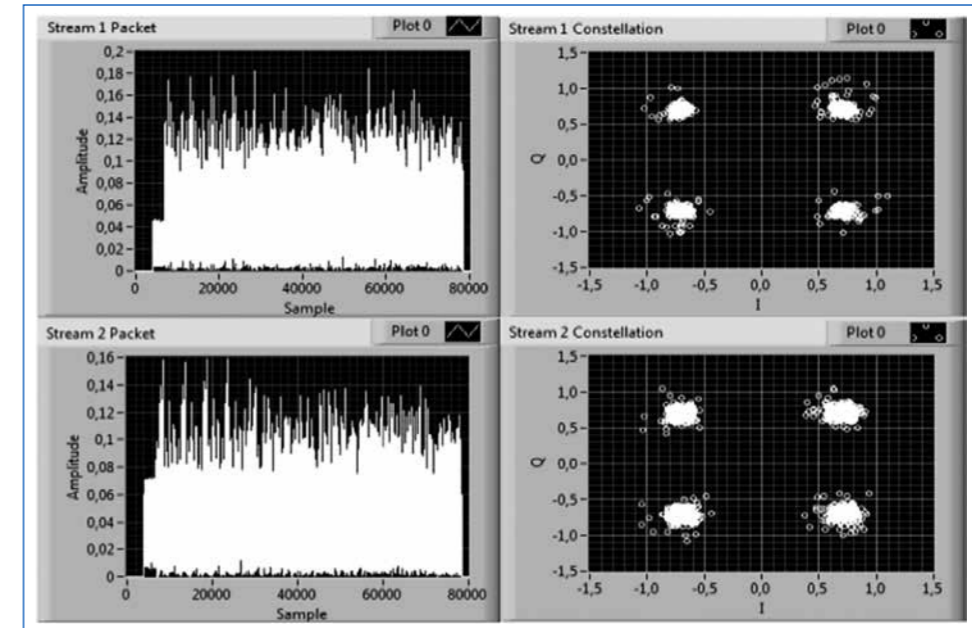 Stream 1 Packet
Plot 0
0,2
0,18
0,16
0,14
0,12
0,1
0,08
0,06
0,04
0,02
0
Amplitude
0 20000 40000 60000 80000
Sample
Stream 1 Constellation
Plot 0
1,5
1,0
0,5
0,0
-0,5
-1,0
-1,5
Q
-1,5 -1,0 -0,5 0,0 0,5 1,0 1,5
I
Stream 2 Packet
Plot 0
0,16
0,14
0,12
0,1
0,08
0,06
0,04
0,02
0
Amplitude
0 20000 40000 60000 80000
Sample
Stream 2 Constellation
Plot 0
1,5
1,0
0,5
0,0
-0,5
-1,0
-1,5
Q
-1,5 -1,0 -0,5 0,0 0,5 1,0 1,5
I